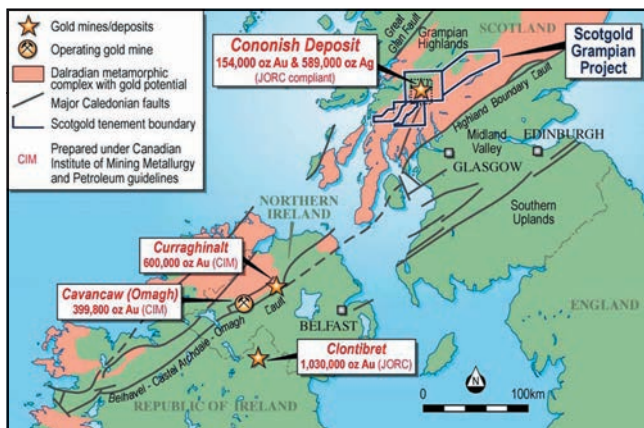 Gold mines/deposits
Operating gold mine
Dalradian metamorphic
complex with gold potential
Major Caledonian faults
Scotgold tenement boundary
CIM
Prepared under Canadian
Institute of Mining Metallurgy
and Petroleum guidelines
Great
Glen Fault
Grampian
Highlands
SCOTLAND
Cononish Deposit
154,000 oz Au & 589,000 oz Ag
(JORC compliant)
Scotgold
Grampian
Project
Highland Boundary Fault
Midland
Valley
EDINBURGH
GLASGOW
Southern
Uplands
NORTHERN
IRELAND
Curraghinalt
600,000 oz Au (CIM)
Cavancaw (Omagh)
399,800 oz Au (CIM)
ENGLAND
BELFAST
Belhavel - Castel Archdale - Omagh Fault
Clontibret
1,030,000 oz Au (JORC)
REPUBLIC OF IRELAND
N
0 100km